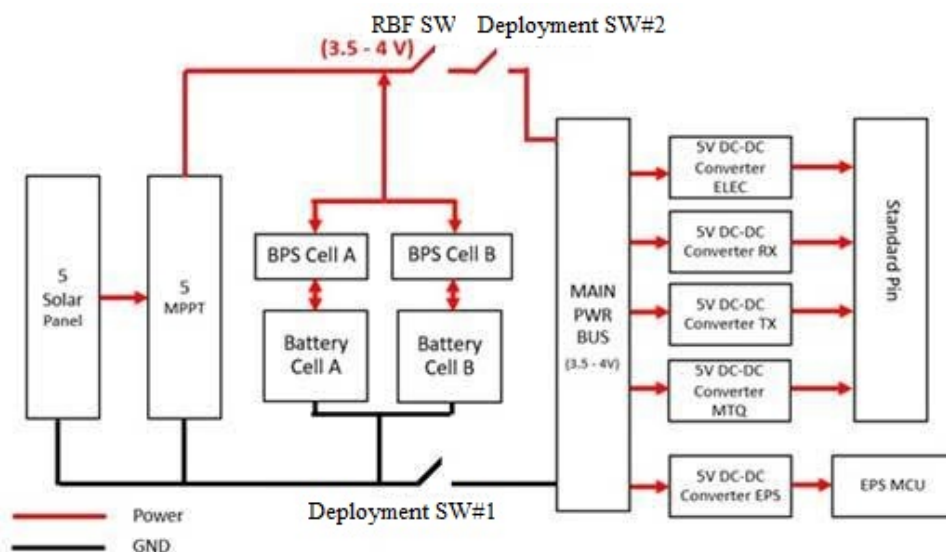 RBF SW
Deployment SW#2
(3.5 - 4 V)
5
Solar
Panel
5
MPPT
BPS Cell A
BPS Cell B
Battery
Cell A
Battery
Cell B
MAIN
PWR
BUS
(3.5 - 4V)
5V DC-DC
Converter
ELEC
5V DC-DC
Converter RX
5V DC-DC
Converter TX
5V DC-DC
Converter
MTQ
5V DC-DC
Converter EPS
Standard Pin
EPS MCU
Deployment SW#1
Power
GND